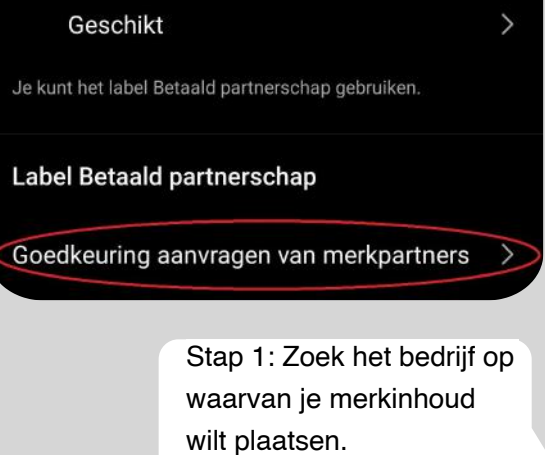 Geschikt
Je kunt het label Betaald partnerschap gebruiken.
Label Betaald partnerschap
Goedkeuring aanvragen van merkpartners
Stap 1: Zoek het bedrijf op
waarvan je merkinhoud
wilt plaatsen.